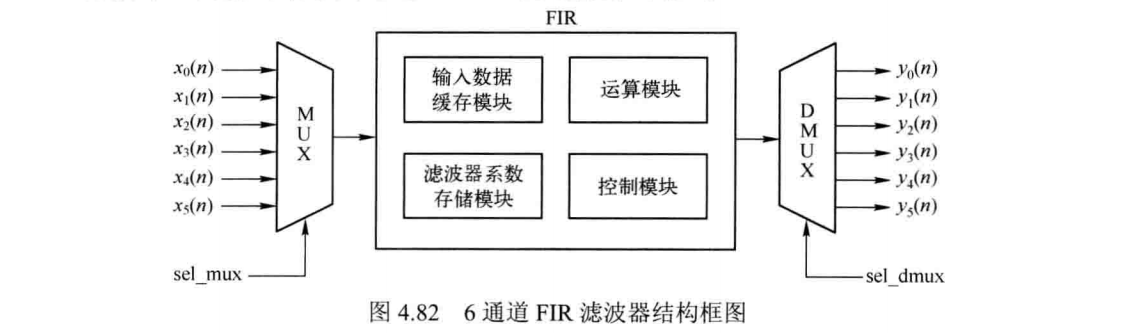 FIR
x0(n)
x1(n)
x2(n)
x3(n)
x4(n)
x5(n)
MUX
输入数据
缓存模块
运算模块
滤波器系数
存储模块
控制模块
DMUX
y0(n)
y1(n)
y2(n)
y3(n)
y4(n)
y5(n)
sel_mux
sel_dmux
图 4.82 6 通道 FIR 滤波器结构框图